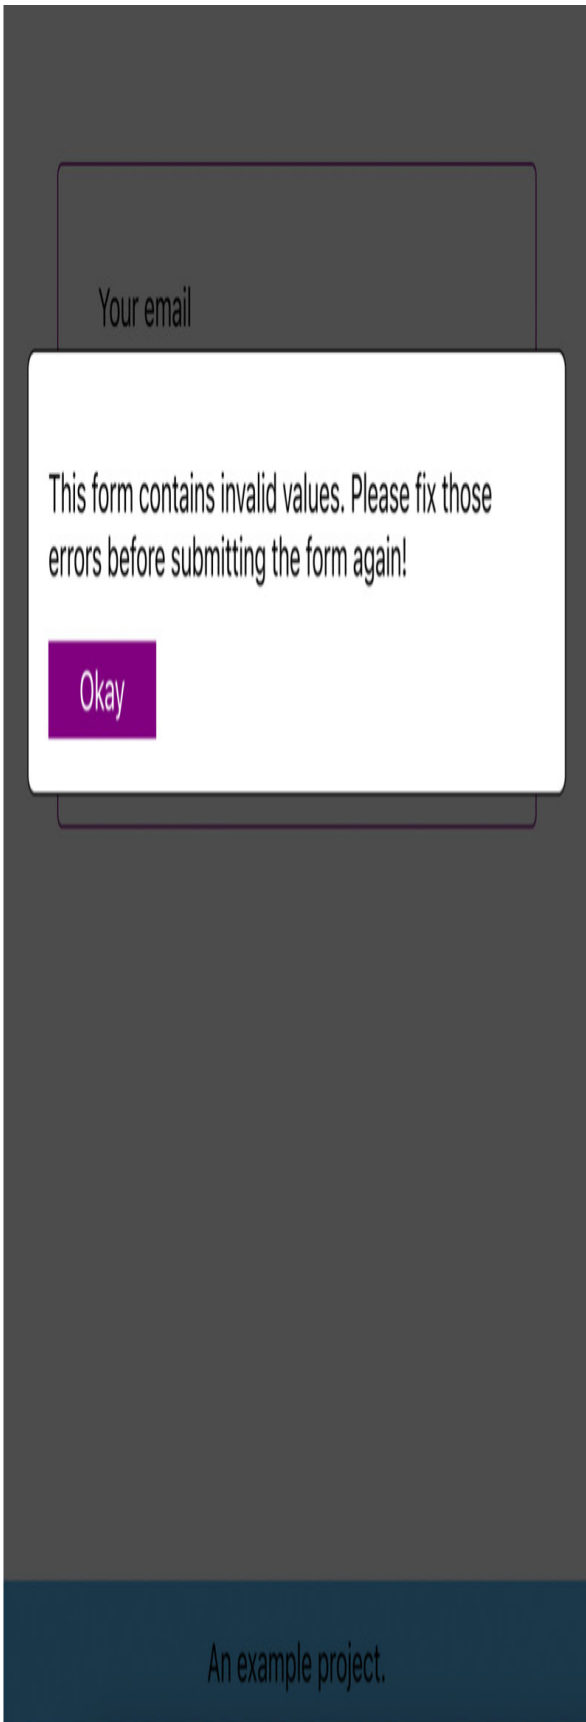 Your email
This form contains invalid values. Please fix those
errors before submitting the form again!
Okay
An example project.